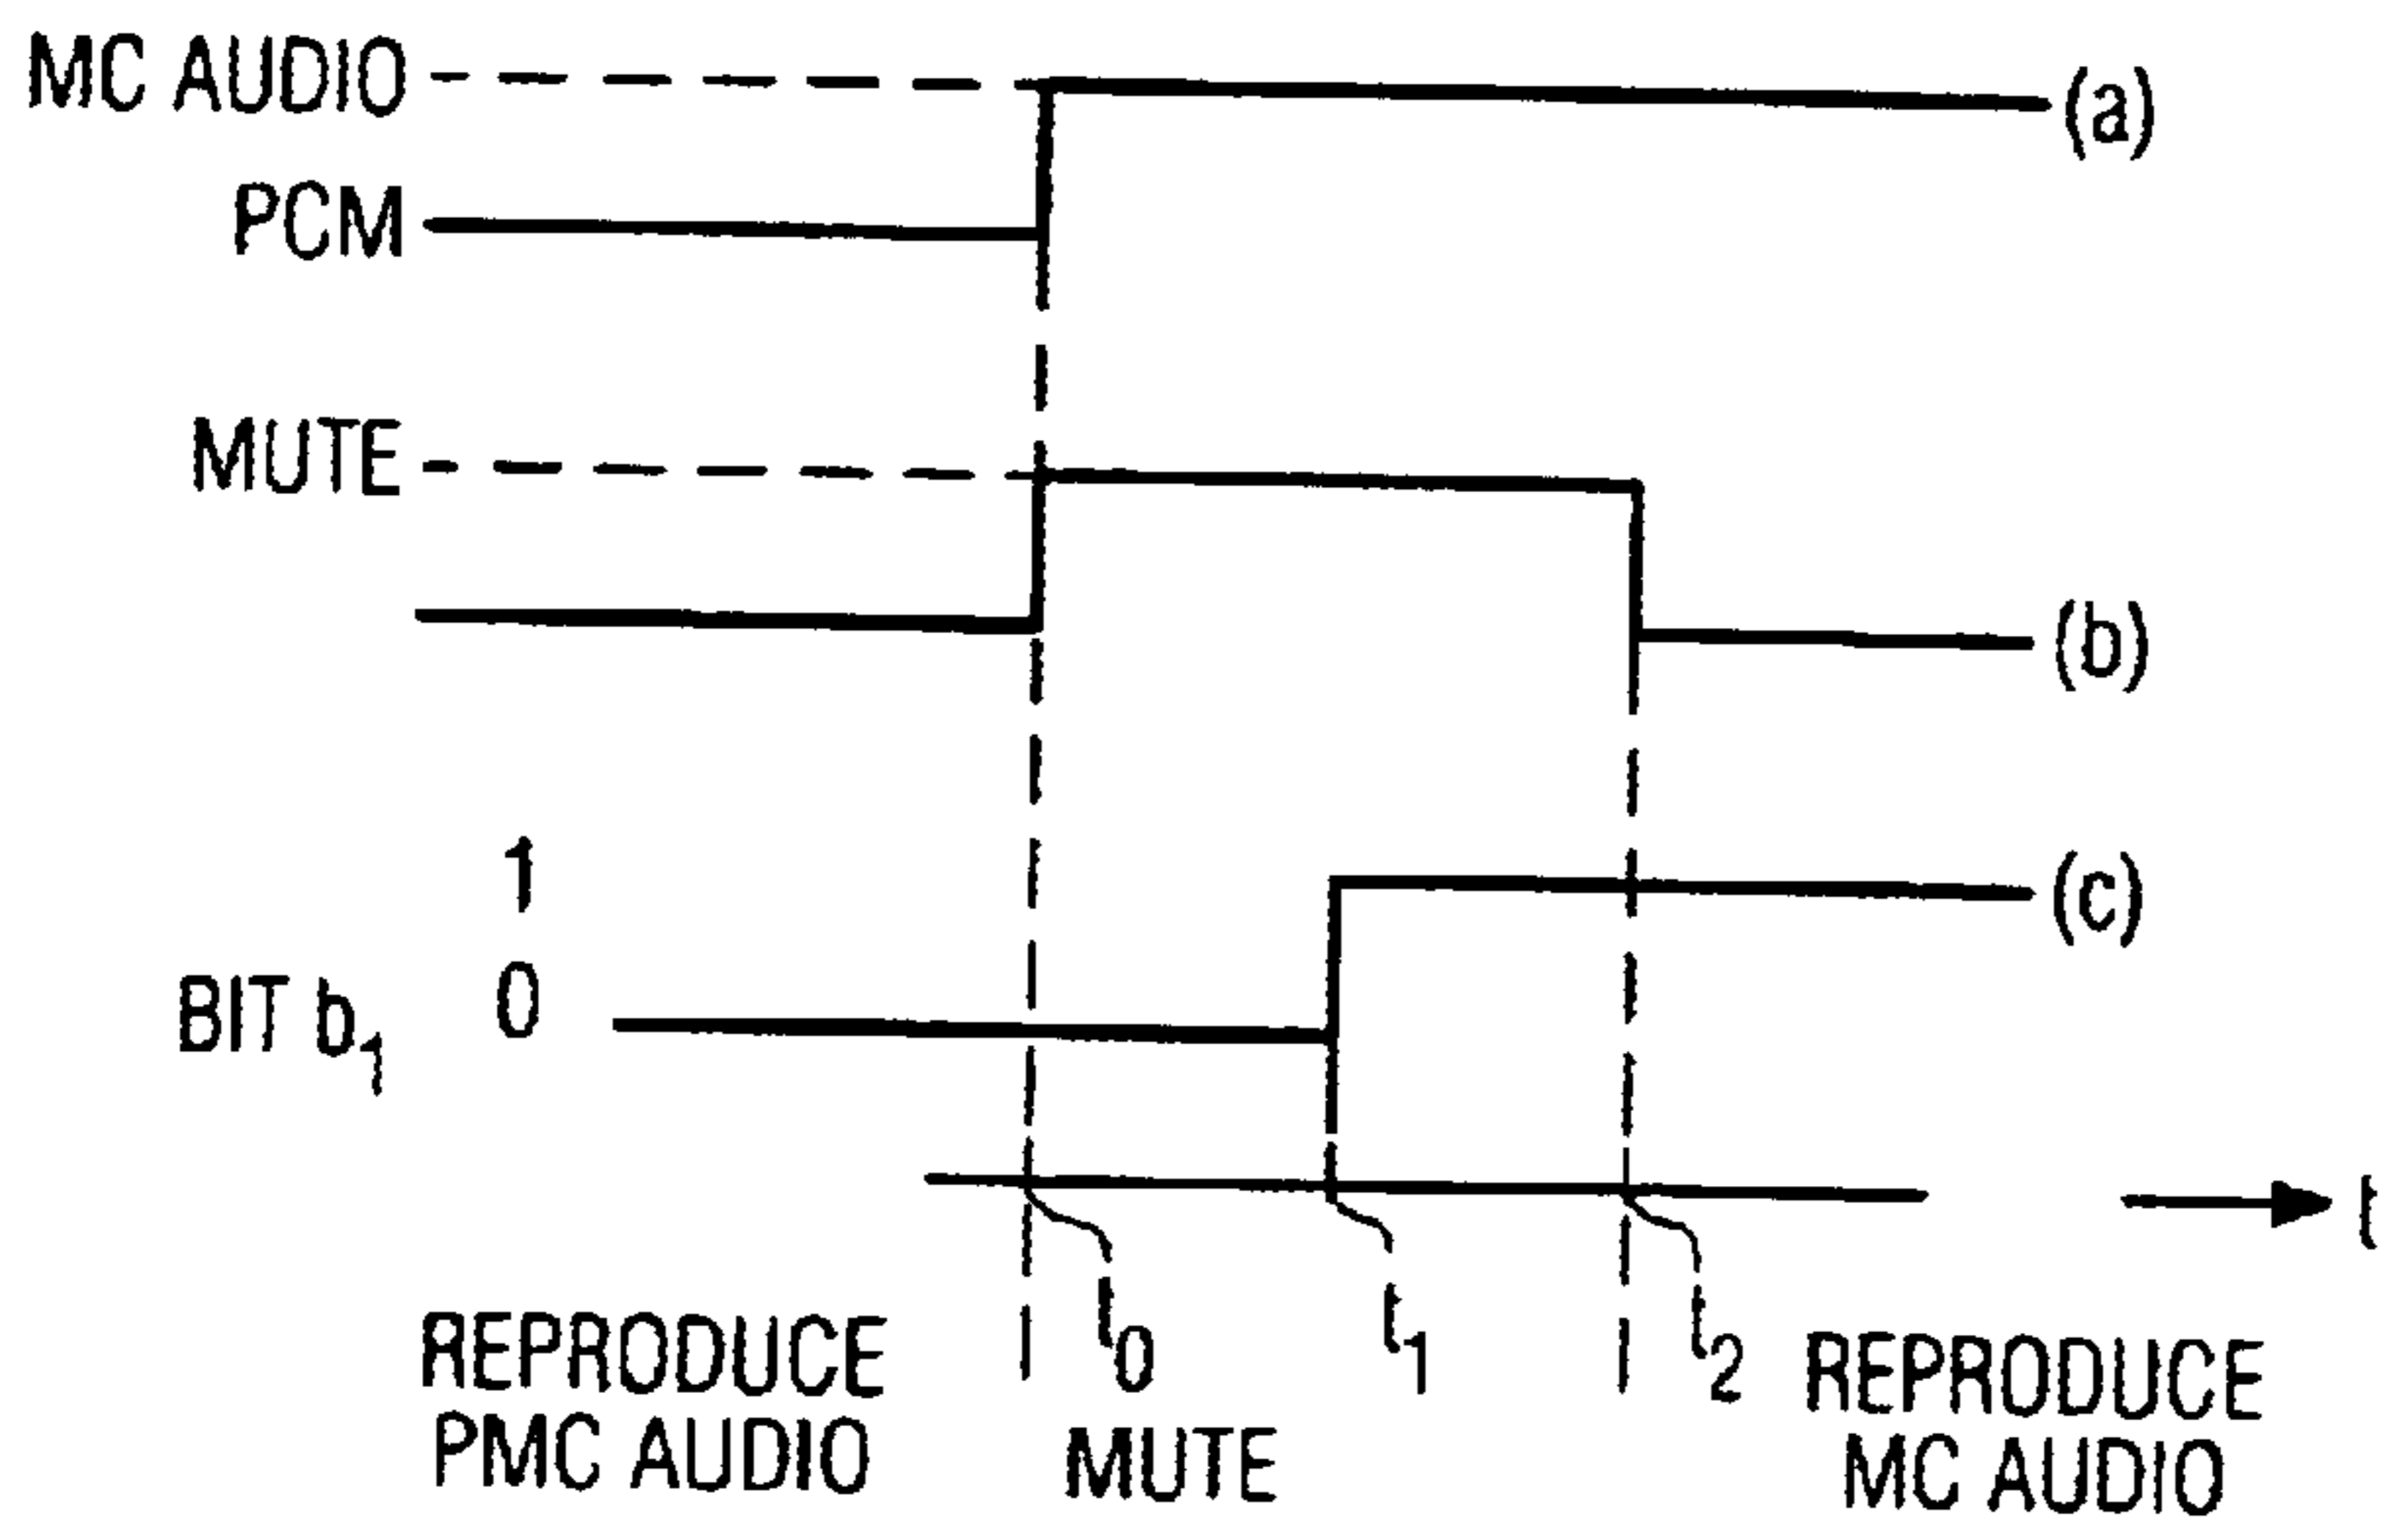 MC AUDIO
(a)
PCM
MUTE
(b)
1
(c)
0
BIT b1
t
t0
t1
t2
REPRODUCE
PMC AUDIO
MUTE
REPRODUCE
MC AUDIO